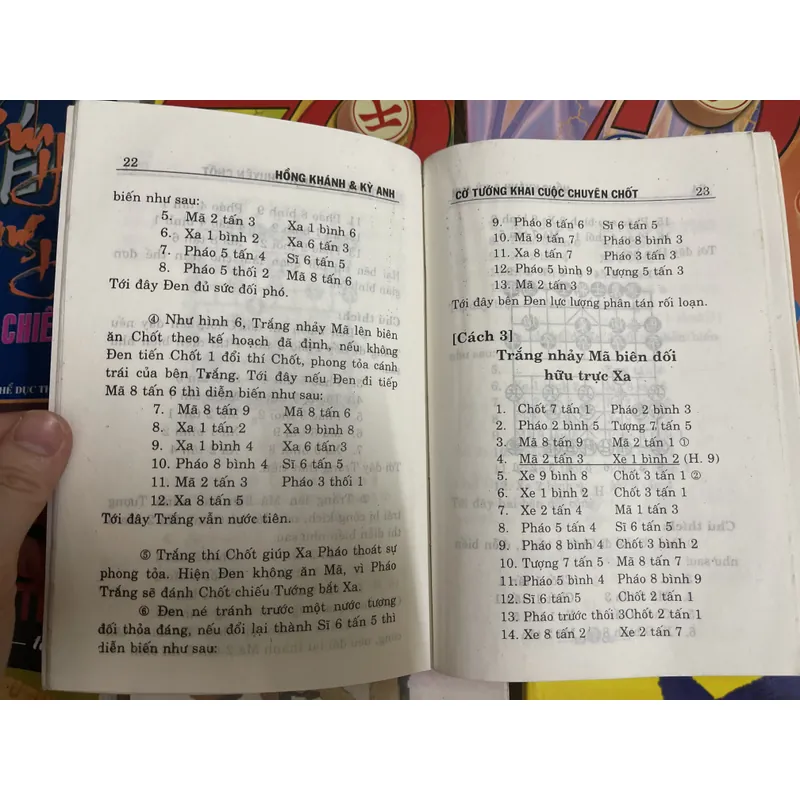 22
HỒNG KHÁNH & KỲ ANH
biến như sau:
5. Mã 2 tấn 3 Xa 1 bình 6
6. Xa 1 bình 2 Xa 6 tấn 3
7. Pháo 5 tấn 4 Sĩ 6 tấn 5
8. Pháo 5 thối 2 Mã 8 tấn 6
Tới đây Đen đủ sức đối phó.
④ Như hình 6, Trắng nhảy Mã lên biên
ăn Chốt theo kế hoạch đã định, nếu không
Đen tiến Chốt 1 đổi thí Chốt, phong tỏa cánh
trái của bên Trắng. Tới đây nếu Đen đi tiếp
Mã 8 tấn 6 thì diễn biến như sau:
7. Mã 8 tấn 9 Mã 8 tấn 6
8. Xa 1 tấn 2 Xa 9 bình 8
9. Xa 1 bình 4 Xa 6 tấn 3
10. Pháo 8 bình 4 Sĩ 6 tấn 5
11. Mã 2 tấn 3 Pháo 3 thối 1
12. Xa 8 tấn 5
Tới đây Trắng vẫn nước tiên.
⑤ Trắng thí Chốt giúp Xa Pháo thoát sự
phong tỏa. Hiện Đen không ăn Mã, vì Pháo
Trắng sẽ đánh Chốt chiếu Tướng bắt Xa.
⑥ Đen né tránh trước một nước tương
đối thỏa đáng, nếu đổi lại thành Sĩ 6 tấn 5 thì
diễn biến như sau:
CỜ TƯỚNG KHAI CUỘC CHUYÊN CHỐT
23
9. Pháo 8 tấn 6 Sĩ 6 tấn 5
10. Mã 9 tấn 7 Pháo 8 bình 3
11. Xa 8 tấn 7 Pháo 3 tấn 3
12. Pháo 5 bình 9 Tượng 5 tấn 3
13. Mã 2 tấn 3
Tới đây bên Đen lực lượng phân tán rối loạn.
[Cách 3]
Trắng nhảy Mã biên đối
hữu trực Xa
1. Chốt 7 tấn 1 Pháo 2 bình 3
2. Pháo 2 bình 5 Tượng 7 tấn 5
3. Mã 8 tấn 9 Mã 2 tấn 1 ①
4. Mã 2 tấn 3 Xe 1 bình 2 (H. 9)
5. Xe 9 bình 8 Chốt 3 tấn 1 ②
6. Xe 1 bình 2 Chốt 3 tấn 1
7. Xe 2 tấn 4 Mã 1 tấn 3
8. Pháo 5 tấn 4 Sĩ 6 tấn 5
9. Pháo 8 bình 4 Chốt 3 bình 2
10. Tượng 7 tấn 5 Mã 8 tấn 7
11. Pháo 5 bình 4 Pháo 8 bình 9
12. Sĩ 6 tấn 5 Chốt 2 tấn 1
13. Pháo trước thối 3 Chốt 2 tấn 1
14. Xe 8 tấn 2 Xe 2 tấn 7